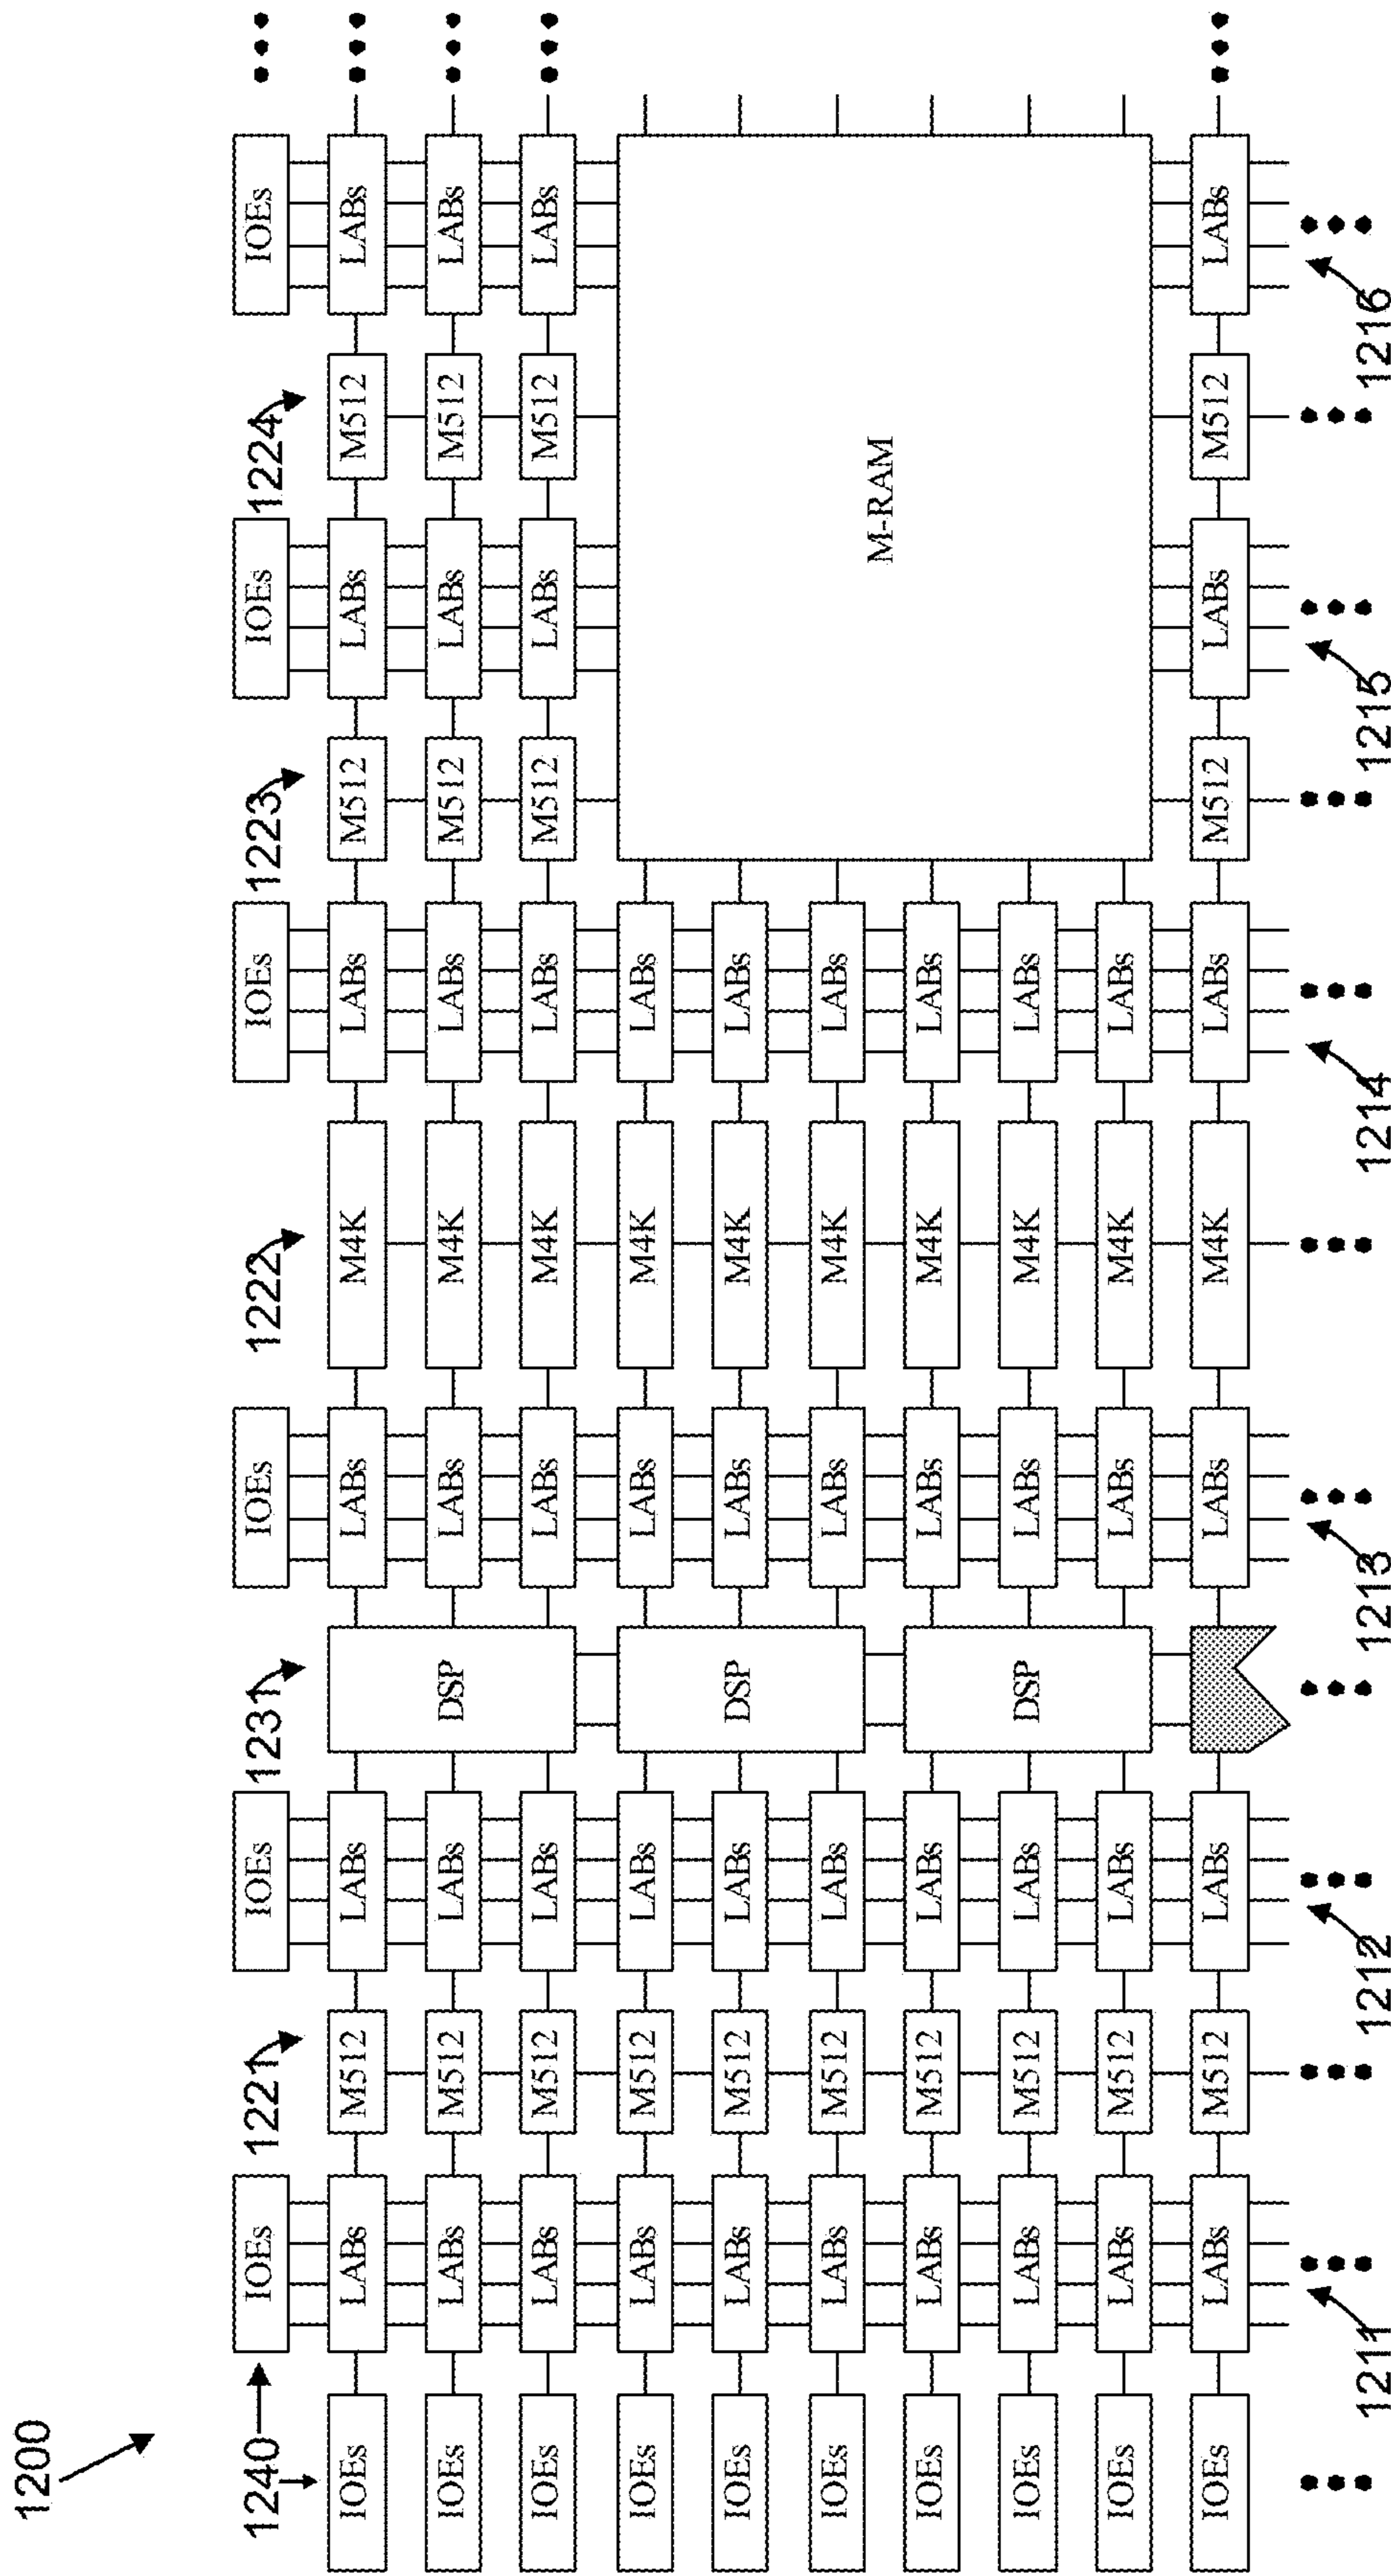 1200
1240 IOEs 1221 IOEs 1231 IOEs 1222 IOEs 1223 IOEs 1224 IOEs
IOEs LABs M512 LABs LABs M4K LABs M512 LABs M512 LABs
IOEs LABs M512 LABs DSP LABs M4K LABs M512 LABs M512 LABs
IOEs LABs M512 LABs LABs M4K LABs M512 LABs M512 LABs
IOEs LABs M512 LABs LABs M4K LABs
IOEs LABs M512 LABs DSP LABs M4K LABs
IOEs LABs M512 LABs LABs M4K LABs M-RAM
IOEs LABs M512 LABs LABs M4K LABs
IOEs LABs M512 LABs DSP LABs M4K LABs
IOEs LABs M512 LABs LABs M4K LABs
IOEs LABs M512 LABs LABs M4K LABs M512 LABs M512 LABs
1211 1212 1213 1214 1215 1216